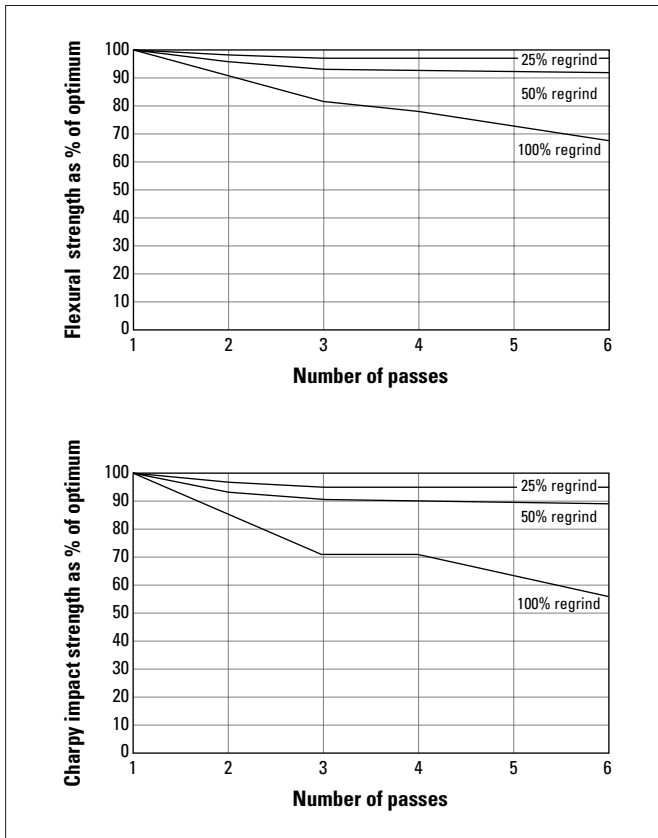 Flexural strength as % of optimum
100
90
80
70
60
50
40
30
20
10
0
25% regrind
50% regrind
100% regrind
1 2 3 4 5 6
Number of passes
Charpy impact strength as % of optimum
100
90
80
70
60
50
40
30
20
10
0
25% regrind
50% regrind
100% regrind
1 2 3 4 5 6
Number of passes